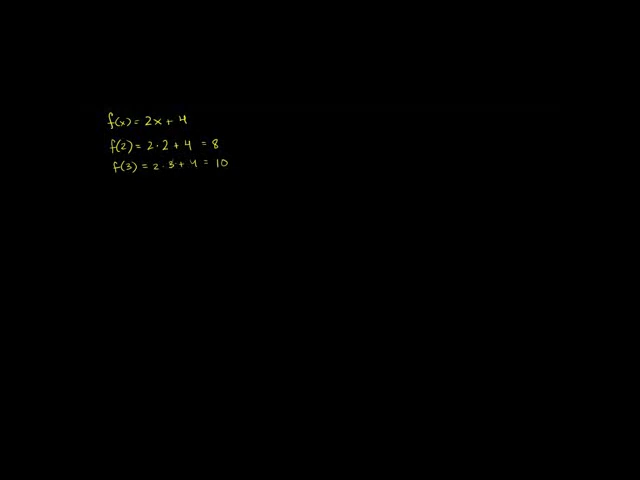 f(x) = 2x + 4
f(2) = 2 · 2 + 4 = 8
f(3) = 2 · 3 + 4 = 10